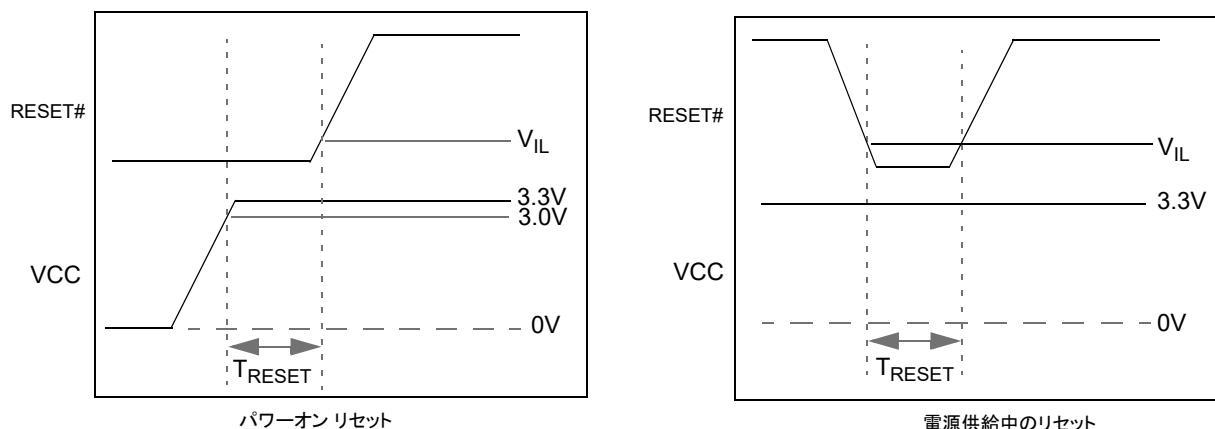 RESET#
VIL
3.3V
3.0V
VCC
0V
TRESET
パワーオン リセット
RESET#
VIL
3.3V
VCC
0V
TRESET
電源供給中のリセット